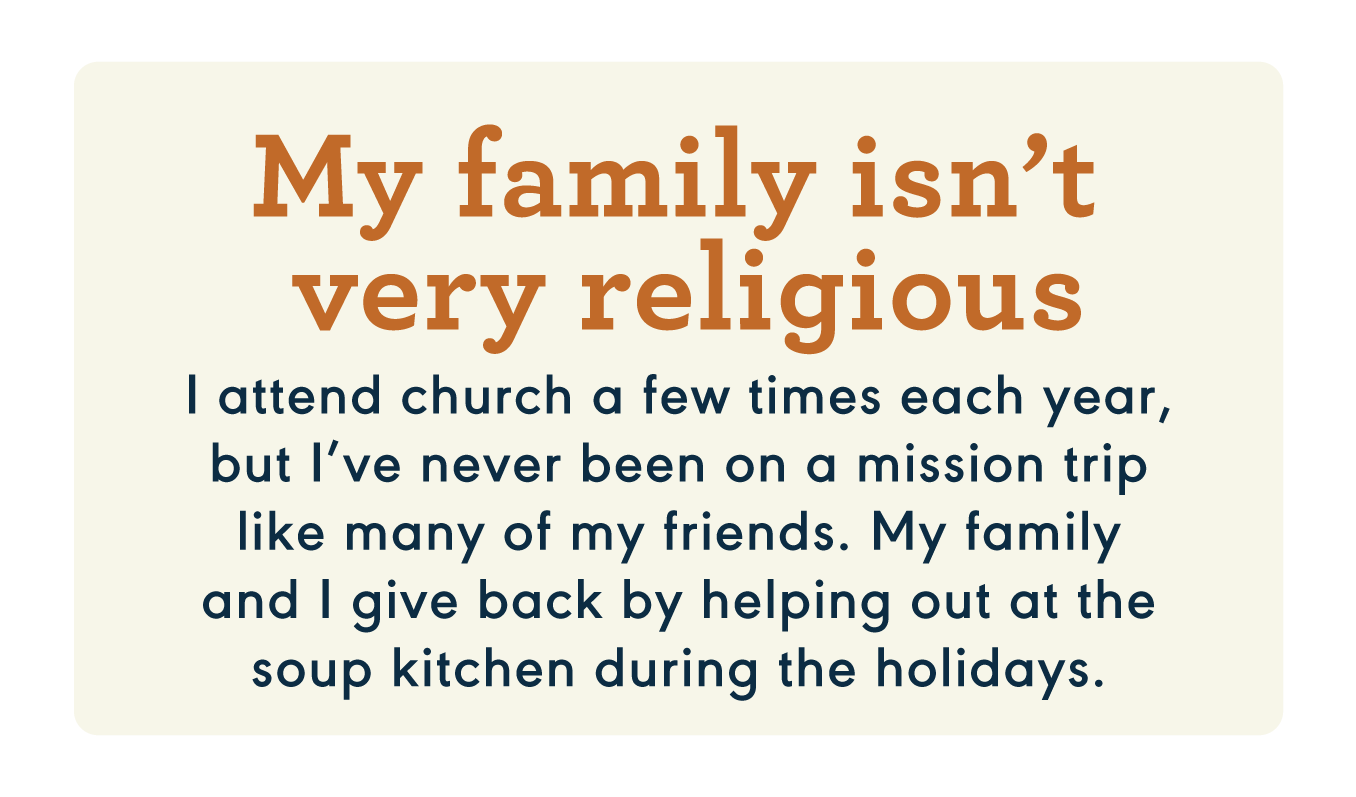 My family isn’t
very religious
I attend church a few times each year,
but I’ve never been on a mission trip
like many of my friends. My family
and I give back by helping out at the
soup kitchen during the holidays.